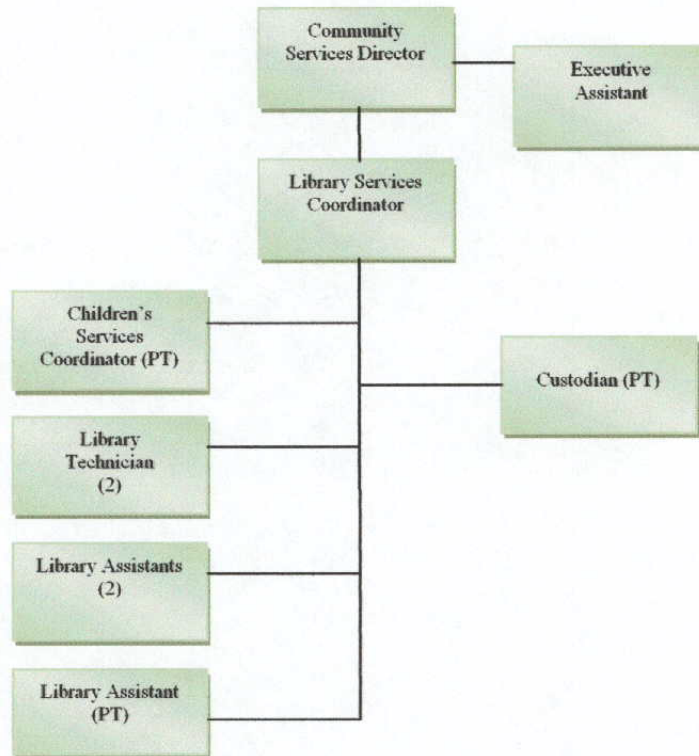 Community
Services Director
Executive
Assistant
Library Services
Coordinator
Children's
Services
Coordinator (PT)
Custodian (PT)
Library
Technician
(2)
Library Assistants
(2)
Library Assistant
(PT)